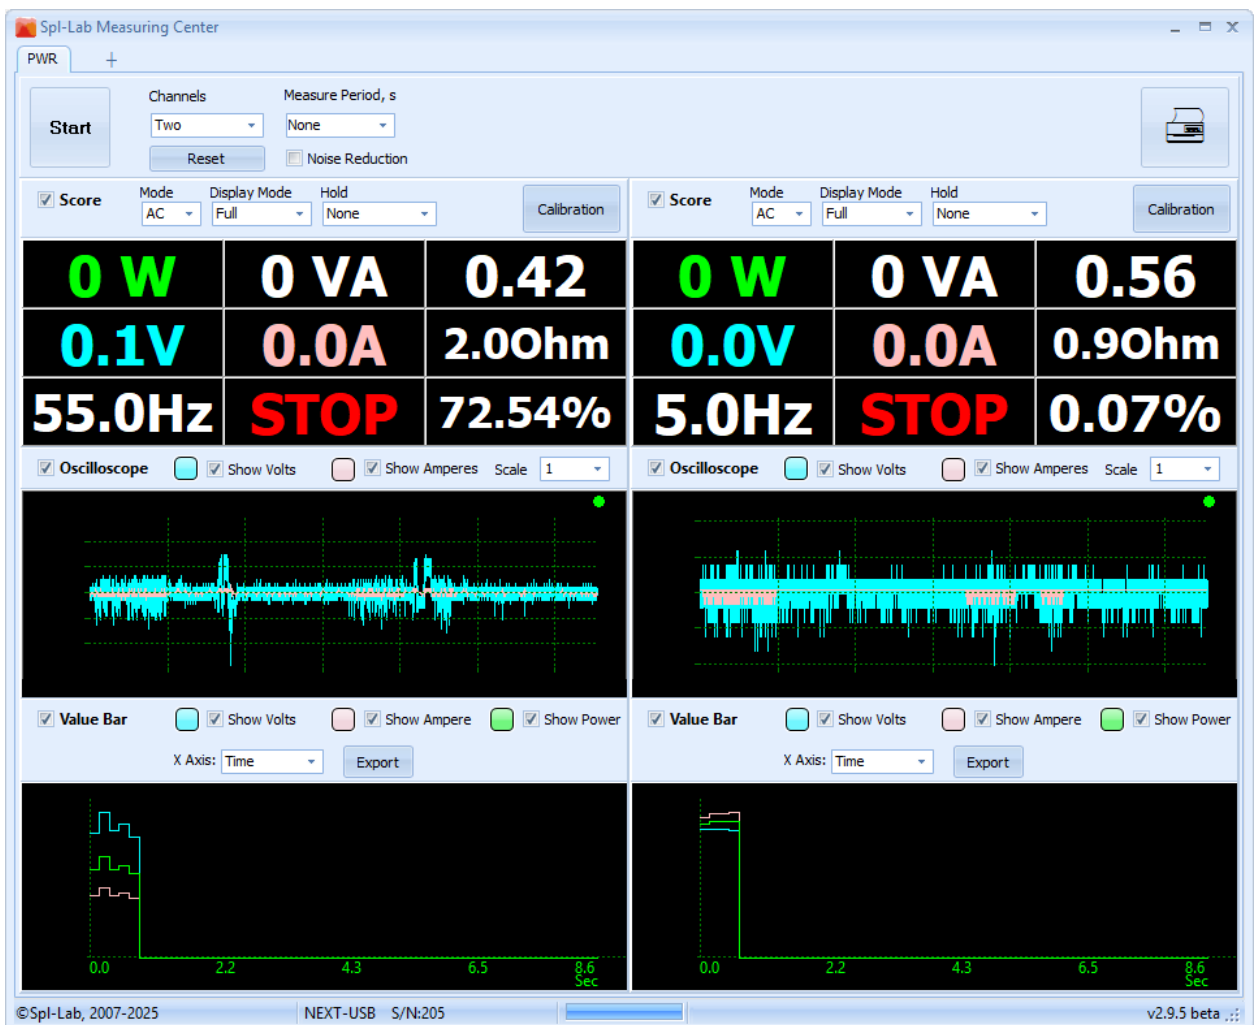 Spl-Lab Measuring Center
PWR +
Start
Channels
Measure Period, s
Two
None
Reset
Noise Reduction
Score
Mode
Display Mode
Hold
AC
Full
None
Calibration
0 W
0 VA
0.42
0.1V
0.0A
2.0Ohm
55.0Hz
STOP
72.54%
Oscilloscope
Show Volts
Show Amperes
Scale
1
Value Bar
Show Volts
Show Ampere
Show Power
X Axis:
Time
Export
0.0 2.2 4.3 6.5 8.6
Sec
Score
Mode
Display Mode
Hold
AC
Full
None
Calibration
0 W
0 VA
0.56
0.0V
0.0A
0.9Ohm
5.0Hz
STOP
0.07%
Oscilloscope
Show Volts
Show Amperes
Scale
1
Value Bar
Show Volts
Show Ampere
Show Power
X Axis:
Time
Export
0.0 2.2 4.3 6.5 8.6
Sec
©Spl-Lab, 2007-2025
NEXT-USB S/N:205
v2.9.5 beta